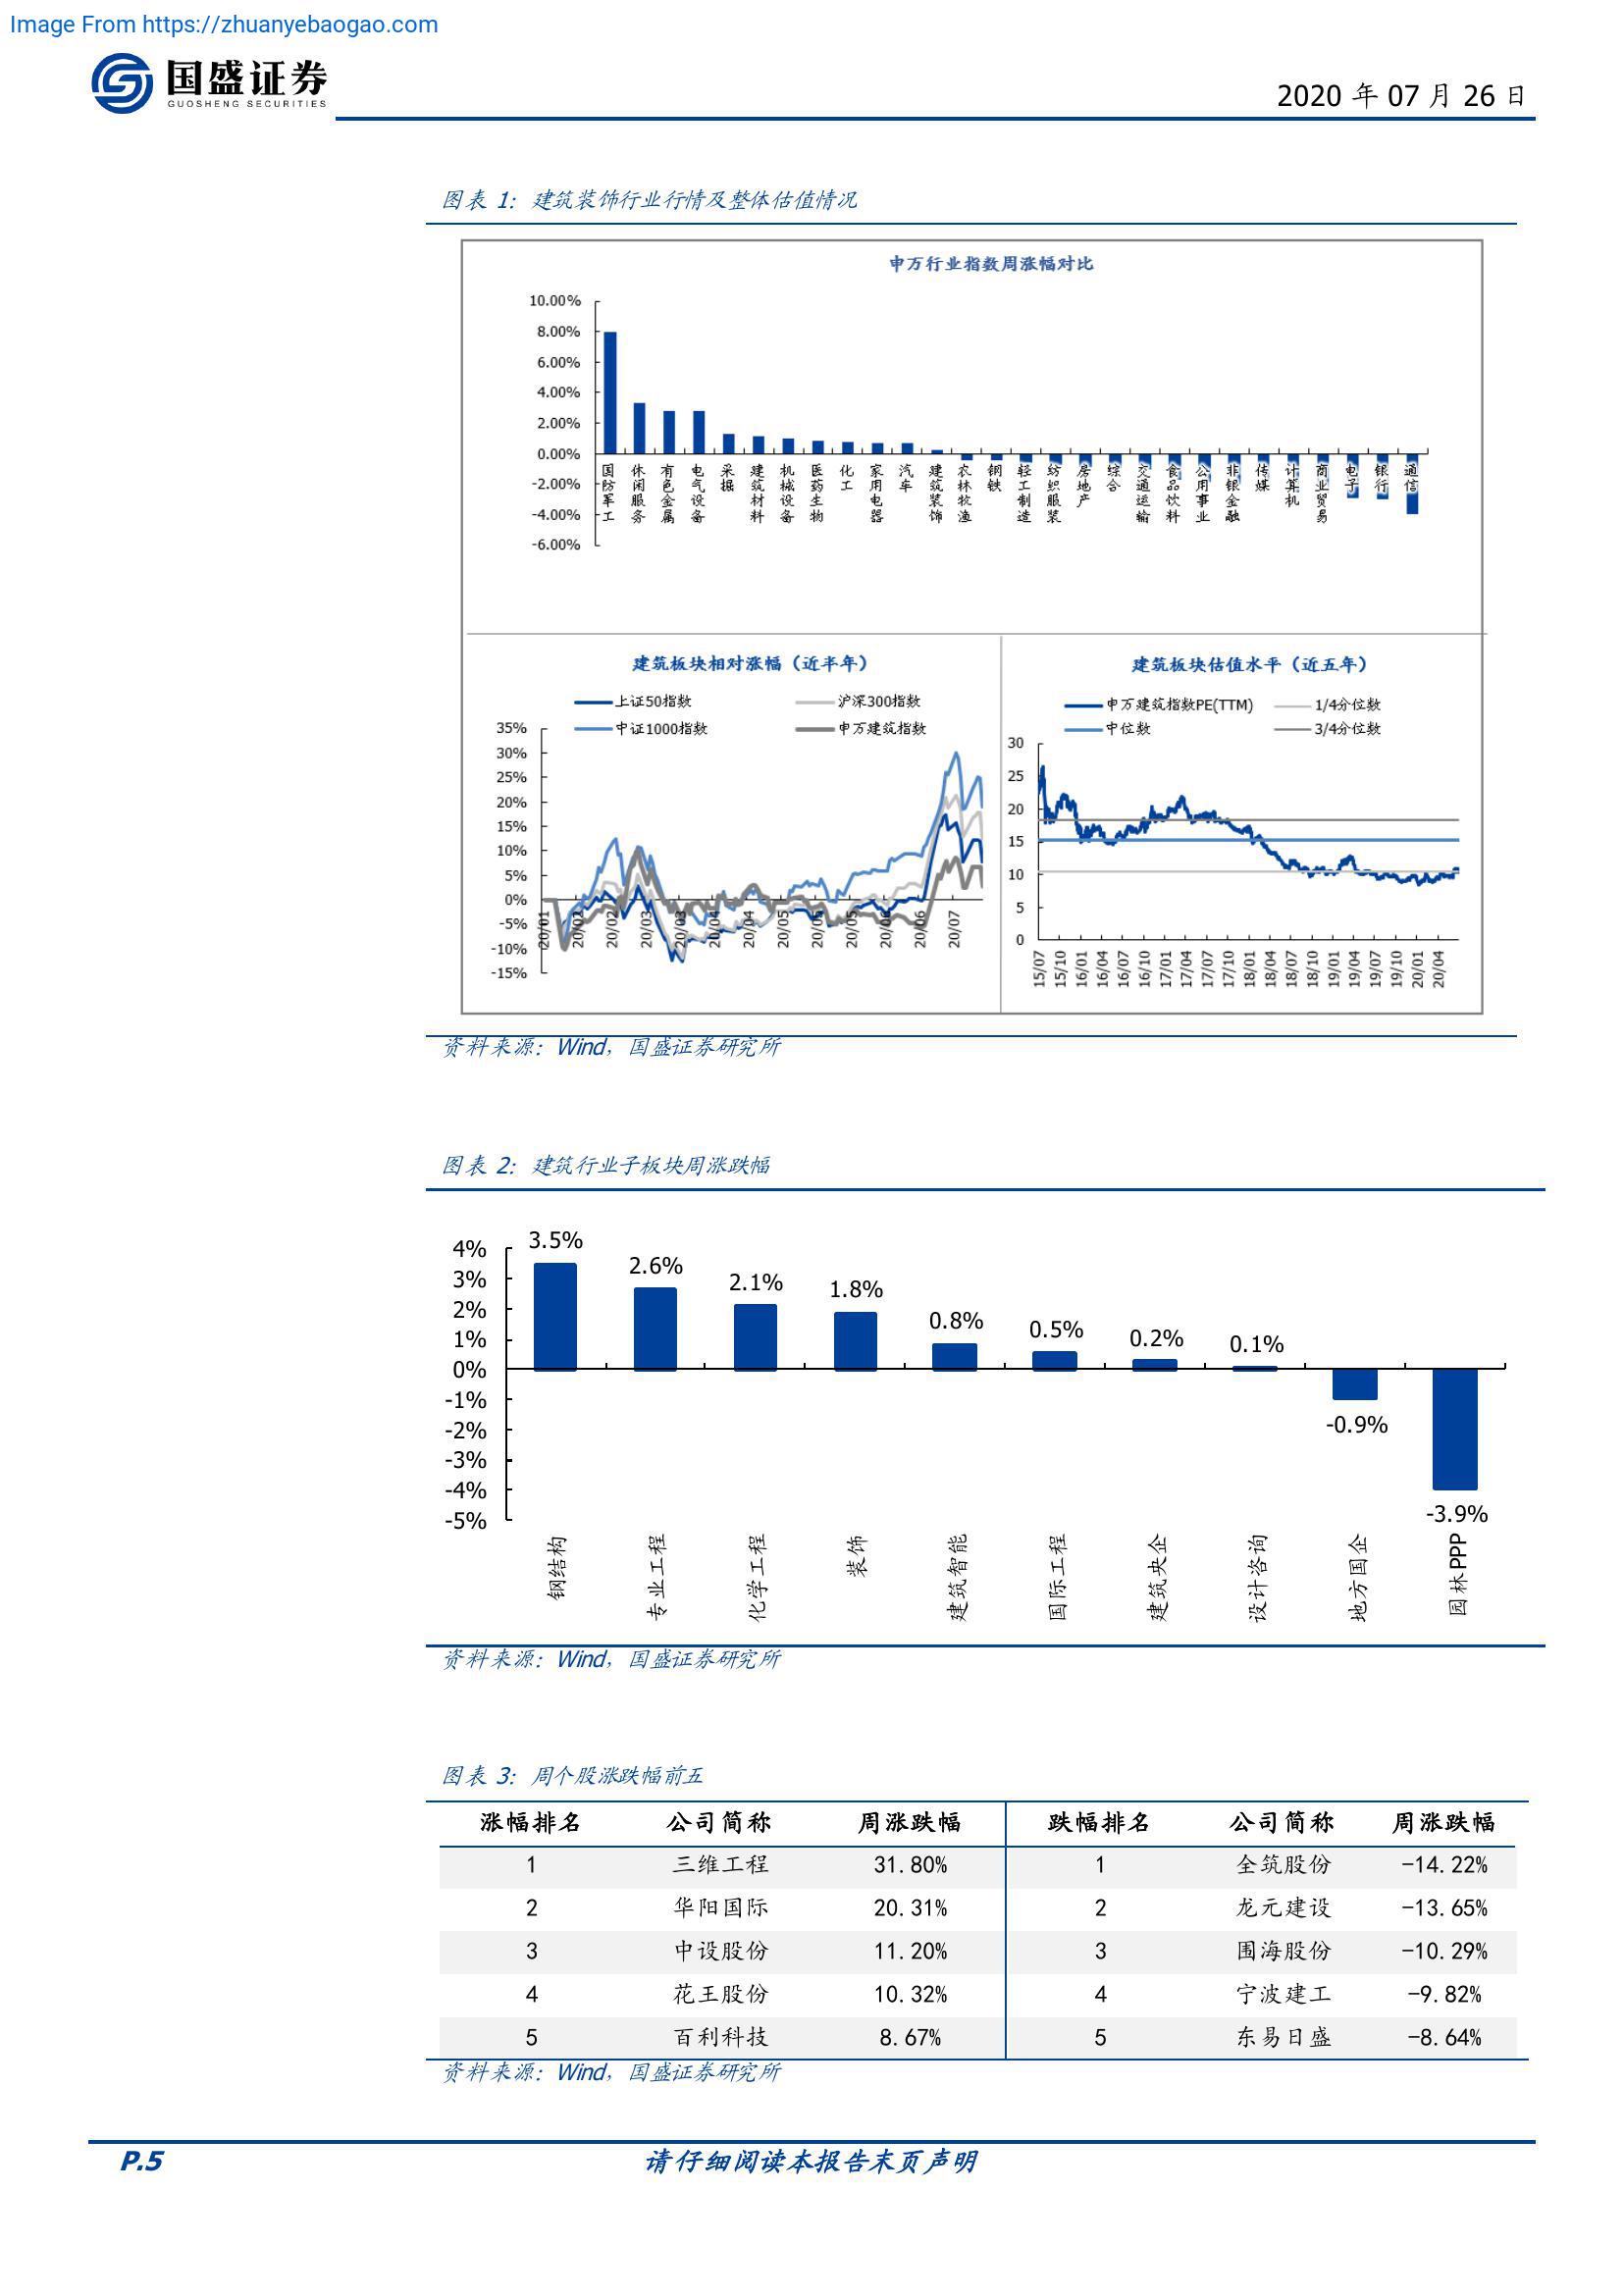 Image From https://zhuanyebaogao.com
国盛证券
GUOSHENG SECURITIES
2020 年 07 月 26 日
图表 1: 建筑装饰行业行情及整体估值情况
申万行业指数周涨幅对比
10.00%
8.00%
6.00%
4.00%
2.00%
0.00%
-2.00%
-4.00%
-6.00%
国防军工
休闲服务
有色金属
电气设备
采掘
建筑材料
机械设备
医药生物
化工
家用电器
汽车
建筑装饰
农林牧渔
钢铁
轻工制造
纺织服装
房地产
综合
交通运输
食品饮料
公用事业
非银金融
传媒
计算机
商业贸易
电子
银行
通信
建筑板块相对涨幅（近半年）
上证50指数 沪深300指数
中证1000指数 申万建筑指数
35%
30%
25%
20%
15%
10%
5%
0%
-5%
-10%
-15%
20/01 20/02 20/02 20/03 20/03 20/04 20/04 20/05 20/05 20/05 20/06 20/06 20/07
建筑板块估值水平（近五年）
申万建筑指数PE(TTM) 1/4分位数
中位数 3/4分位数
30
25
20
15
10
5
0
15/07 15/10 16/01 16/04 16/07 16/10 17/01 17/04 17/07 17/10 18/01 18/04 18/07 18/10 19/01 19/04 19/07 19/10 20/01 20/04
资料来源：Wind，国盛证券研究所
图表 2: 建筑行业子板块周涨跌幅
4%
3%
2%
1%
0%
-1%
-2%
-3%
-4%
-5%
3.5% 2.6% 2.1% 1.8% 0.8% 0.5% 0.2% 0.1% -0.9% -3.9%
钢结构 专业工程 化学工程 装饰 建筑智能 国际工程 建筑央企 设计咨询 地方国企 园林PPP
资料来源：Wind，国盛证券研究所
图表 3: 周个股涨跌幅前五
涨幅排名 公司简称 周涨跌幅 跌幅排名 公司简称 周涨跌幅
1 三维工程 31.80% 1 全筑股份 -14.22%
2 华阳国际 20.31% 2 龙元建设 -13.65%
3 中设股份 11.20% 3 围海股份 -10.29%
4 花王股份 10.32% 4 宁波建工 -9.82%
5 百利科技 8.67% 5 东易日盛 -8.64%
资料来源：Wind，国盛证券研究所
P.5 请仔细阅读本报告末页声明